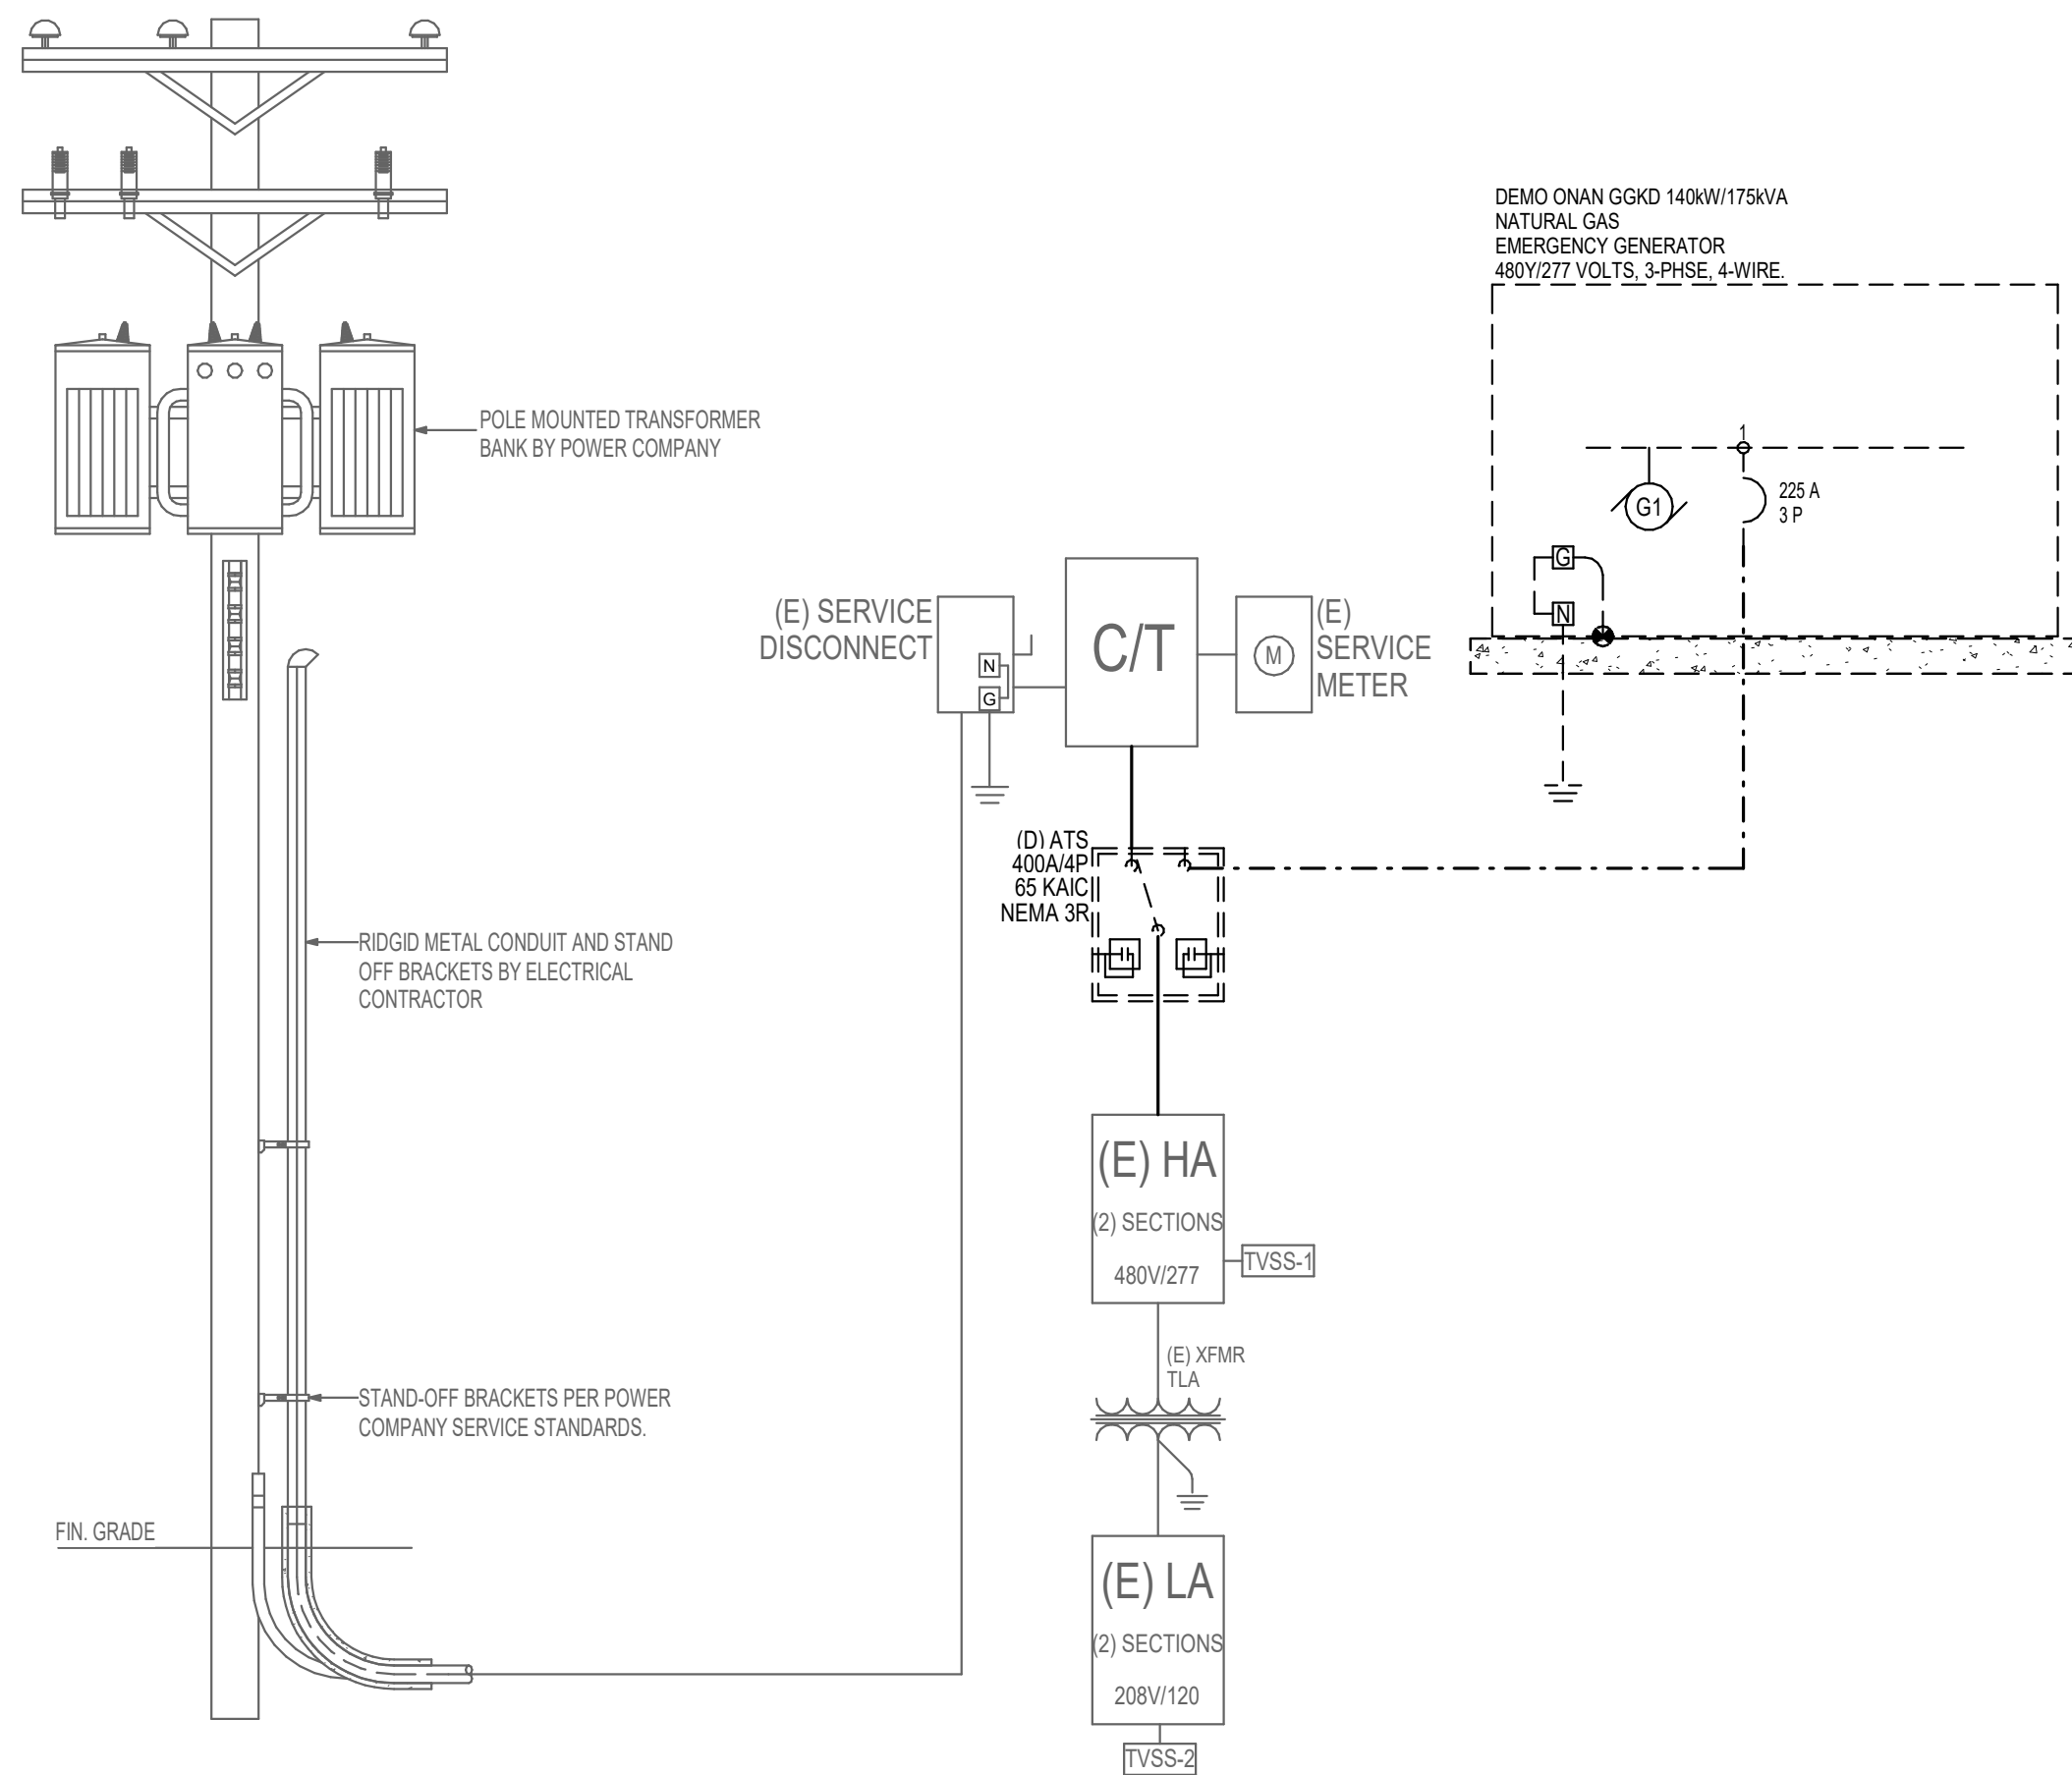 DEMO ONAN GGKD 140kW/175kVA
NATURAL GAS
EMERGENCY GENERATOR
480Y/277 VOLTS, 3-PHSE, 4-WIRE.
POLE MOUNTED TRANSFORMER
BANK BY POWER COMPANY
1
G1
225 A
3 P
G
N
(E) SERVICE
DISCONNECT
N
G
C/T
M
(E)
SERVICE
METER
(D) ATS
400A/4P
65 KAIC
NEMA 3R
RIDGID METAL CONDUIT AND STAND
OFF BRACKETS BY ELECTRICAL
CONTRACTOR
(E) HA
(2) SECTIONS
480V/277
TVSS-1
(E) XFMR
TLA
STAND-OFF BRACKETS PER POWER
COMPANY SERVICE STANDARDS.
FIN. GRADE
(E) LA
(2) SECTIONS
208V/120
TVSS-2